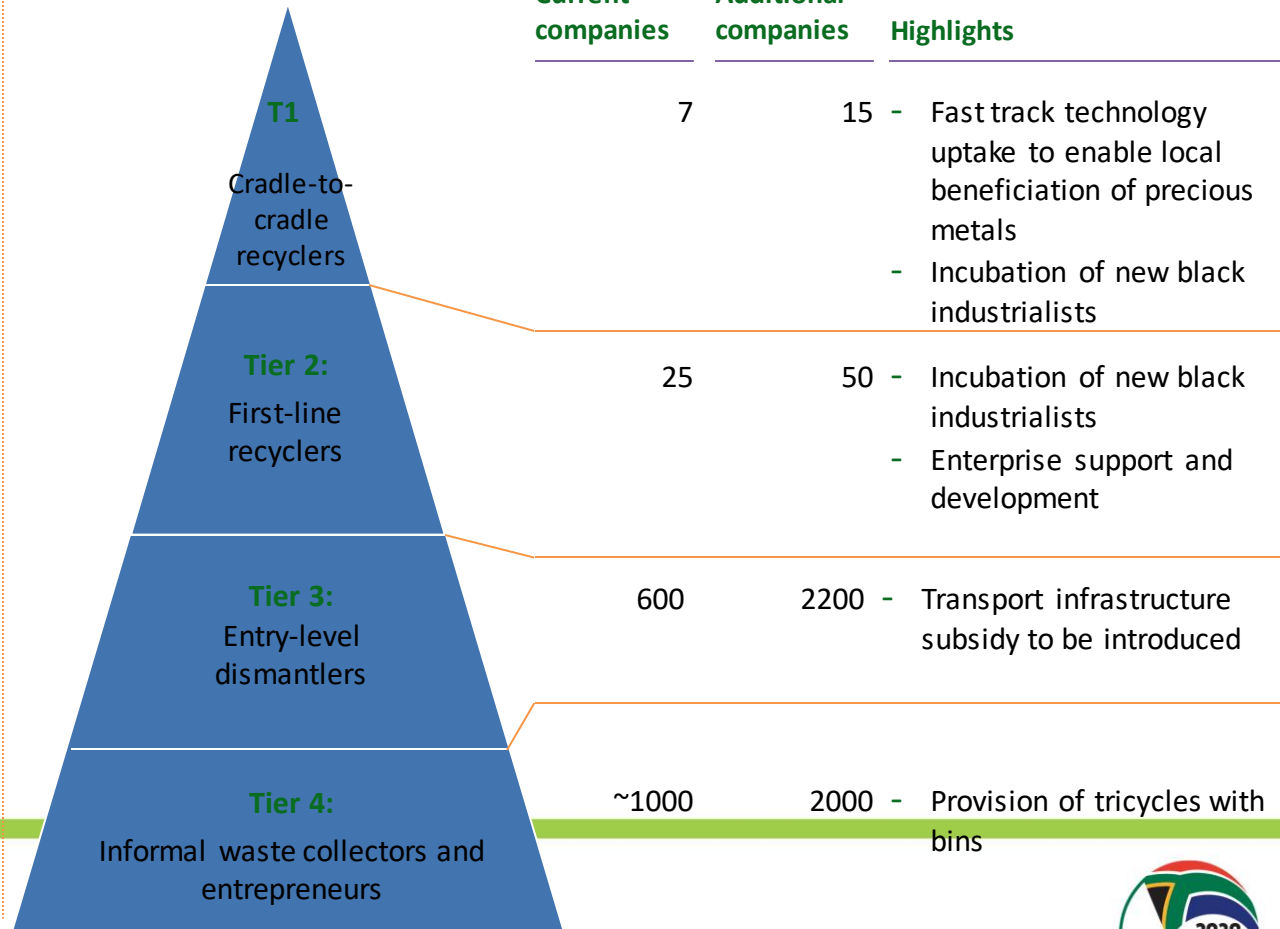 Current Additional
companies companies Highlights
T1
Cradle-to-
cradle
recyclers
7 15 - Fast track technology
uptake to enable local
beneficiation of precious
metals
- Incubation of new black
industrialists
Tier 2:
First-line
recyclers
25 50 - Incubation of new black
industrialists
- Enterprise support and
development
Tier 3:
Entry-level
dismantlers
600 2200 - Transport infrastructure
subsidy to be introduced
Tier 4:
Informal waste collectors and
entrepreneurs
~1000 2000 - Provision of tricycles with
bins